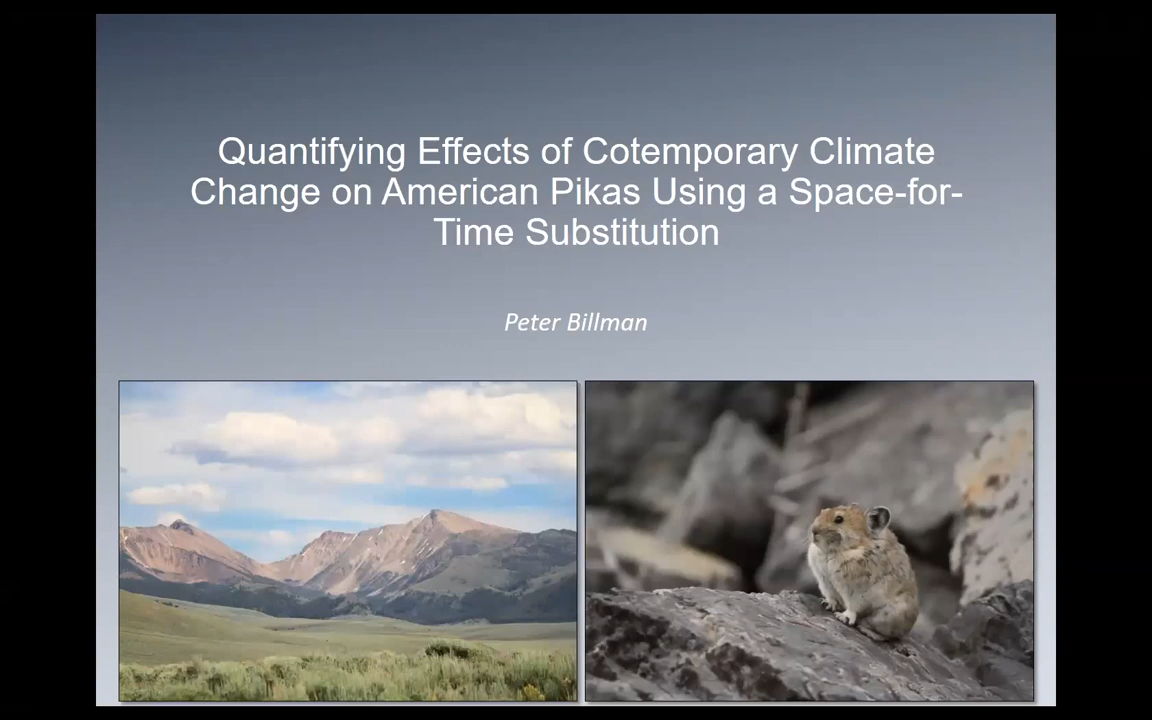 Quantifying Effects of Cotemporary Climate
Change on American Pikas Using a Space-for-
Time Substitution
Peter Billman